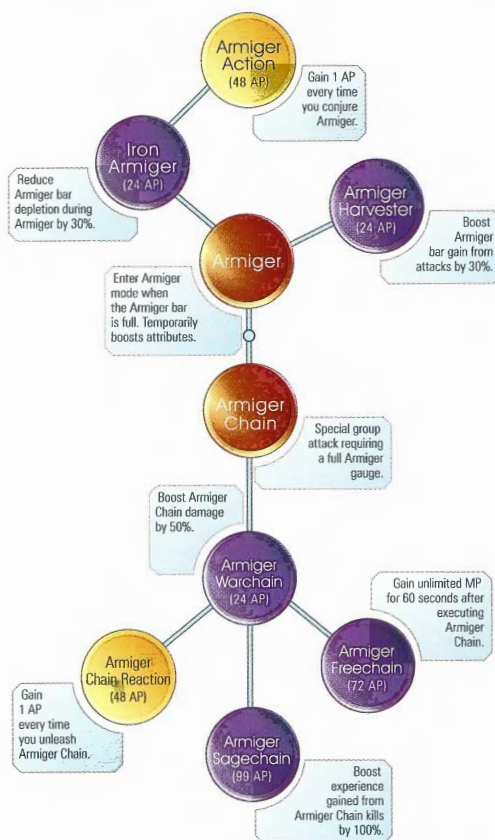 Armiger
Action
(48 AP)
Gain 1 AP
every time
you conjure
Armiger.
Iron
Armiger
(24 AP)
Reduce
Armiger bar
depletion during
Armiger by 30%.
Armiger
Harvester
(24 AP)
Boost
Armiger
bar gain from
attacks by 30%.
Armiger
Enter Armiger
mode when
the Armiger bar
is full. Temporarily
boosts attributes.
Armiger
Chain
Special group
attack requiring
a full Armiger
gauge.
Boost Armiger
Chain damage
by 50%.
Armiger
Warchain
(24 AP)
Gain unlimited MP
for 60 seconds after
executing
Armiger
Chain.
Armiger
Freechain
(72 AP)
Armiger
Chain Reaction
(48 AP)
Gain
1 AP
every time
you unleash
Armiger Chain.
Armiger
Sagechain
(99 AP)
Boost
experience
gained from
Armiger Chain kills
by 100%.